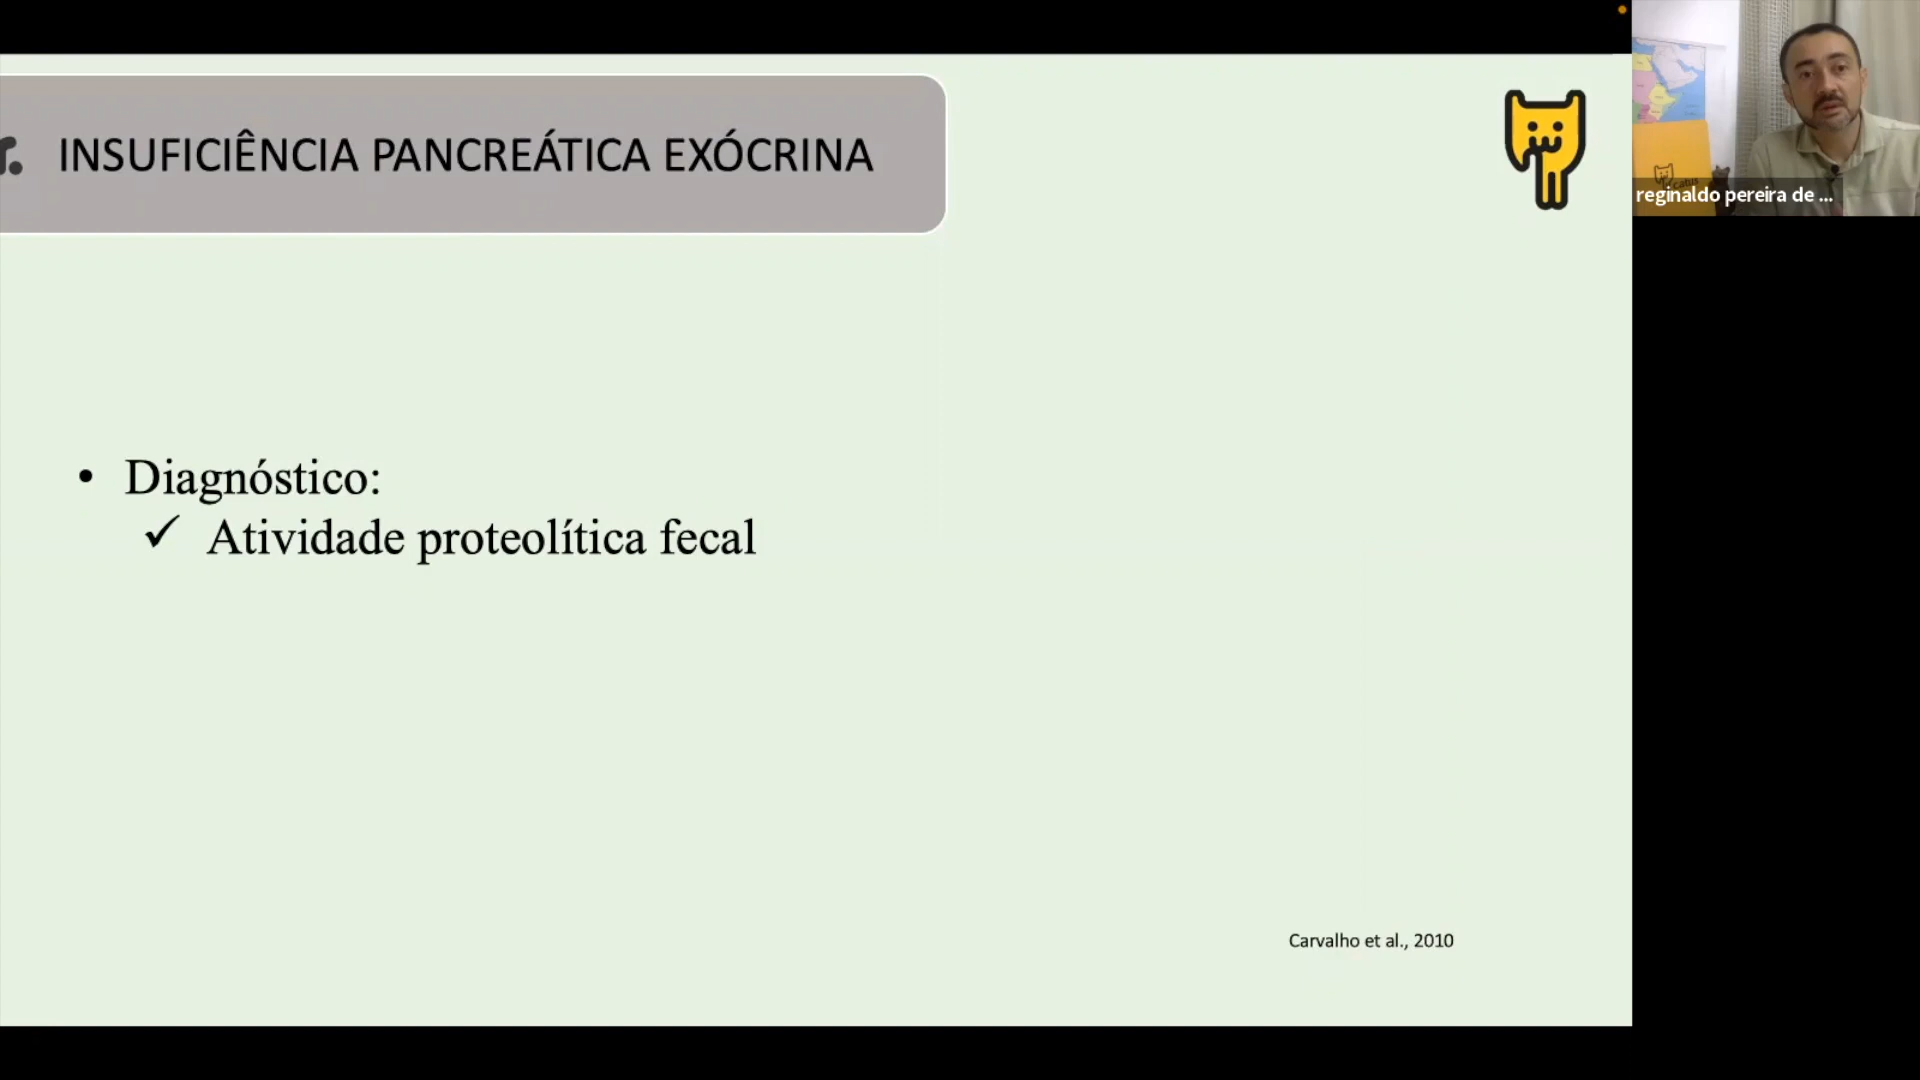 INSUFICIÊNCIA PANCREÁTICA EXÓCRINA
reginaldo pereira de ...
• Diagnóstico:
✓ Atividade proteolítica fecal
Carvalho et al., 2010